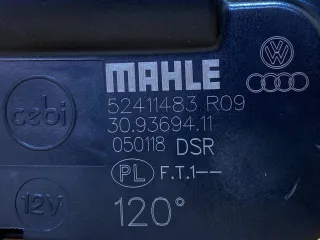 MAHLE
52411483 R09
cebi
30.93694.11
050118 DSR
PL F.T.1--
12V
120°